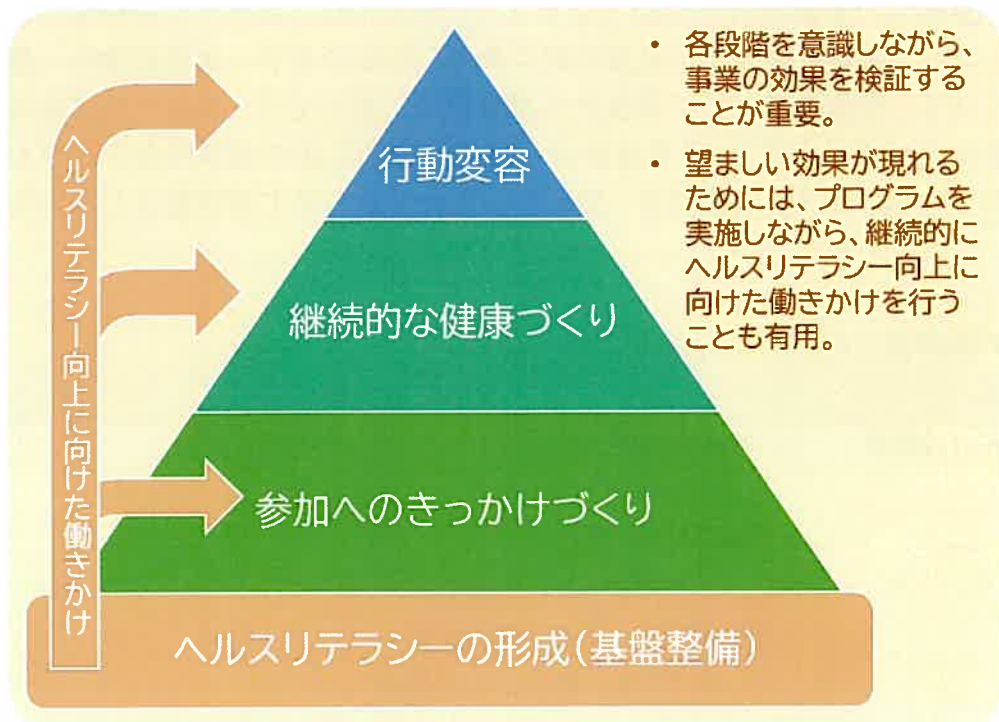 ヘルスリテラシー向上に向けた働きかけ
行動変容
継続的な健康づくり
参加へのきっかけづくり
ヘルスリテラシーの形成(基盤整備)
• 各段階を意識しながら、
事業の効果を検証する
ことが重要。
• 望ましい効果が現れる
ためには、プログラムを
実施しながら、継続的に
ヘルスリテラシー向上に
向けた働きかけを行う
ことも有用。